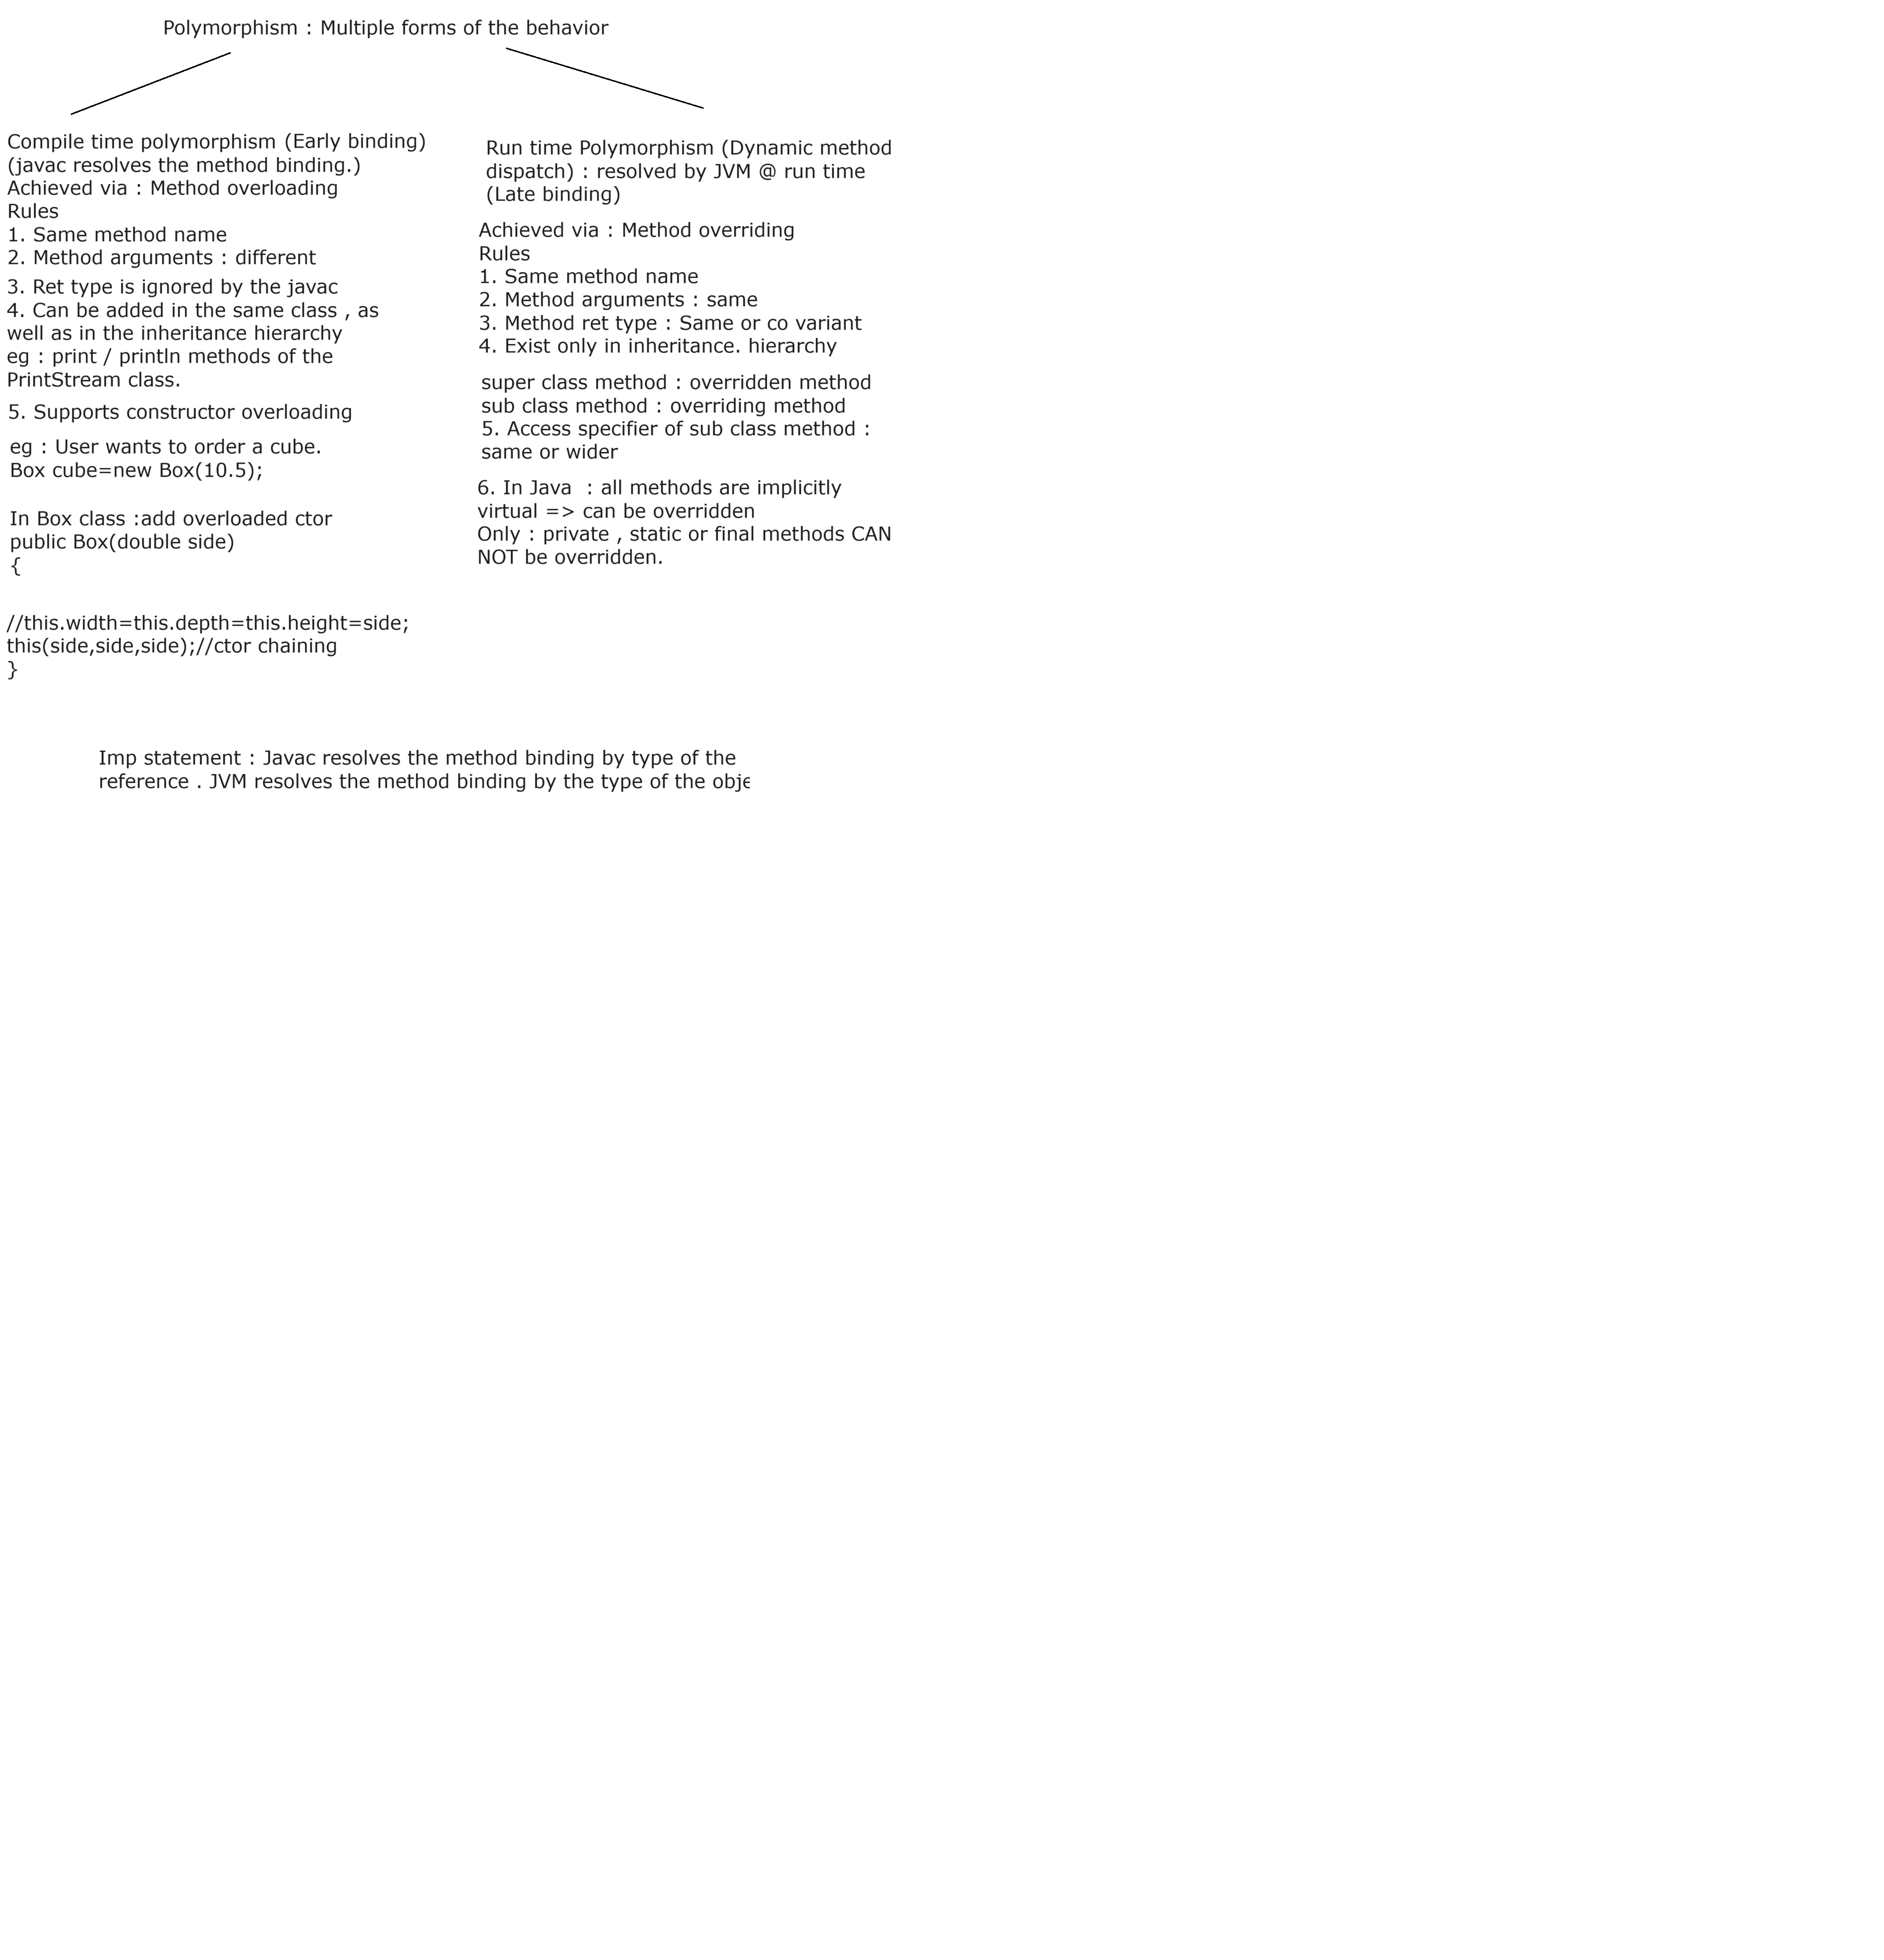 Polymorphism : Multiple forms of the behavior
Compile time polymorphism (Early binding)
(javac resolves the method binding.)
Achieved via : Method overloading
Rules
1. Same method name
2. Method arguments : different
3. Ret type is ignored by the javac
4. Can be added in the same class , as
well as in the inheritance hierarchy
eg : print / println methods of the
PrintStream class.
5. Supports constructor overloading
eg : User wants to order a cube.
Box cube=new Box(10.5);
In Box class :add overloaded ctor
public Box(double side)
{
//this.width=this.depth=this.height=side;
this(side,side,side);//ctor chaining
}
Run time Polymorphism (Dynamic method
dispatch) : resolved by JVM @ run time
(Late binding)
Achieved via : Method overriding
Rules
1. Same method name
2. Method arguments : same
3. Method ret type : Same or co variant
4. Exist only in inheritance. hierarchy
super class method : overridden method
sub class method : overriding method
5. Access specifier of sub class method :
same or wider
6. In Java  : all methods are implicitly
virtual => can be overridden
Only : private , static or final methods CAN
NOT be overridden.
Imp statement : Javac resolves the method binding by type of the
reference . JVM resolves the method binding by the type of the